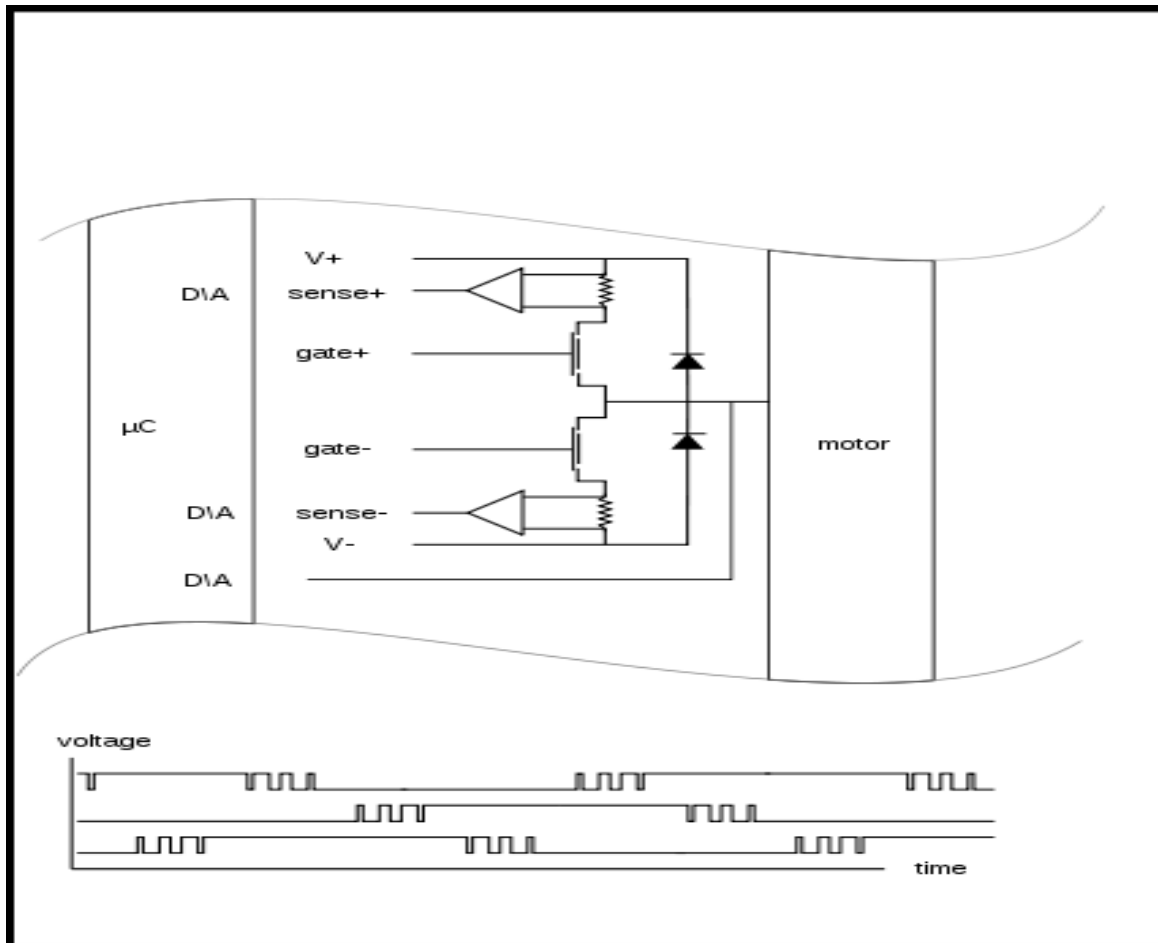 V+
D\A sense+
gate+
µC
gate-
motor
D\A sense-
V-
D\A
voltage
time